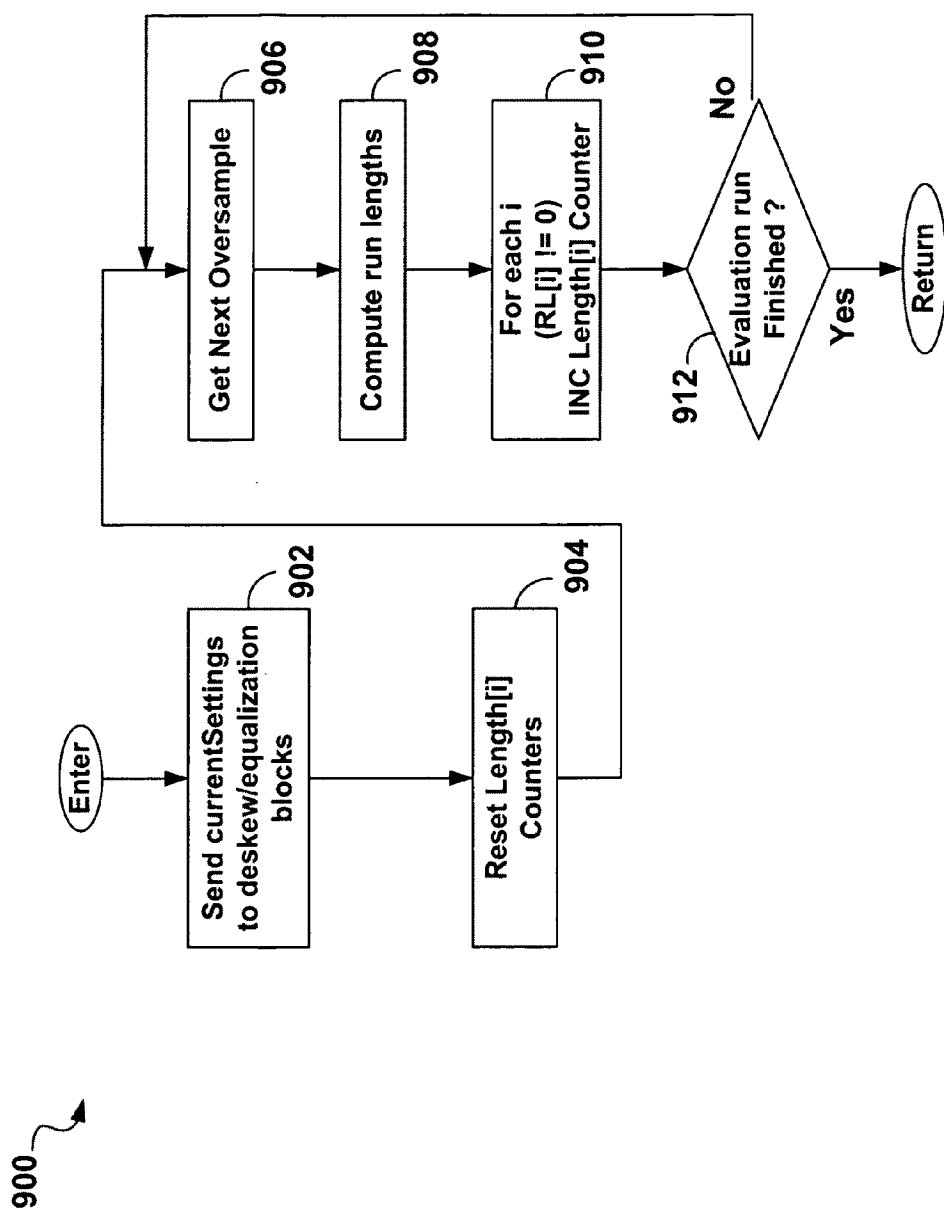 900
Enter
Send currentSettings
to deskew/equalization
blocks
902
Reset Length[i]
Counters
904
Get Next Oversample
906
Compute run lengths
908
For each i
(RL[i] != 0)
INC Length[i] Counter
910
Evaluation run
Finished ?
912
No
Yes
Return